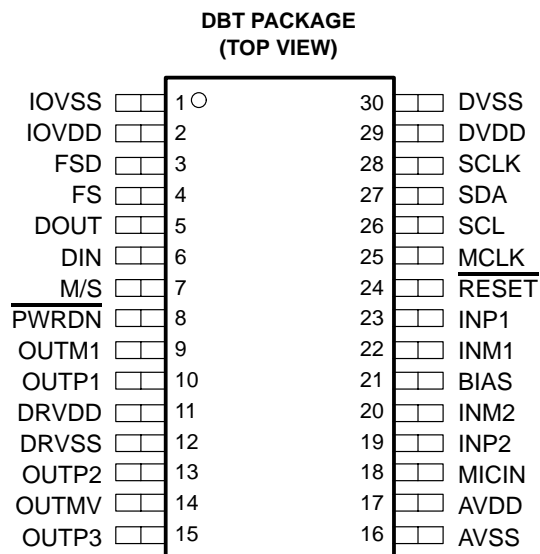 DBT PACKAGE
(TOP VIEW)
IOVSS 1 30 DVSS
IOVDD 2 29 DVDD
FSD 3 28 SCLK
FS 4 27 SDA
DOUT 5 26 SCL
DIN 6 25 MCLK
M/S 7 24 RESET
PWRDN 8 23 INP1
OUTM1 9 22 INM1
OUTP1 10 21 BIAS
DRVDD 11 20 INM2
DRVSS 12 19 INP2
OUTP2 13 18 MICIN
OUTMV 14 17 AVDD
OUTP3 15 16 AVSS